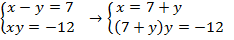 {x − y = 7 → {x = 7 + y
{xy = −12 {(7 + y)y = −12